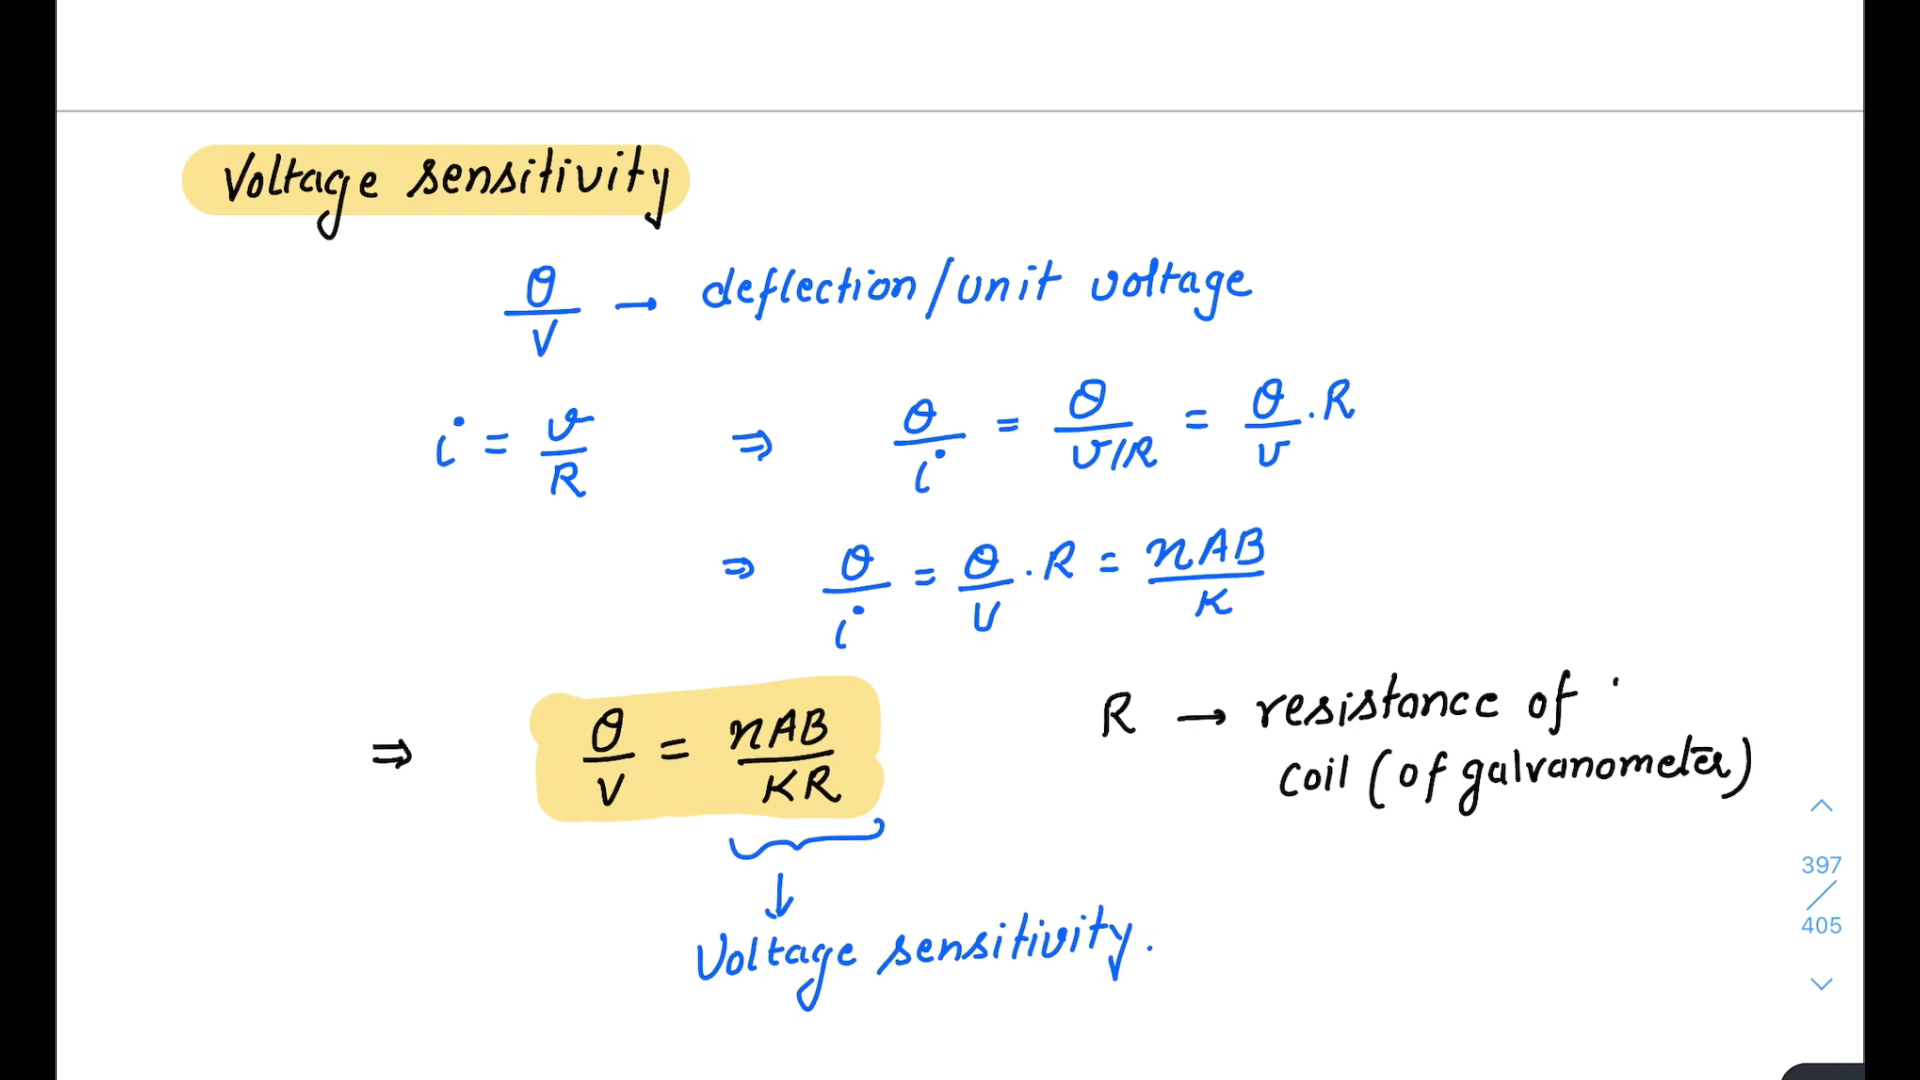 Voltage sensitivity
θ/V → deflection/unit voltage
i = v/R ⇒ θ/i = θ/(v/R) = θ/v . R
⇒ θ/i = θ/v . R = nAB/K
⇒ θ/V = nAB/KR
R → resistance of
coil (of galvanometer)
Voltage sensitivity.
397
/
405